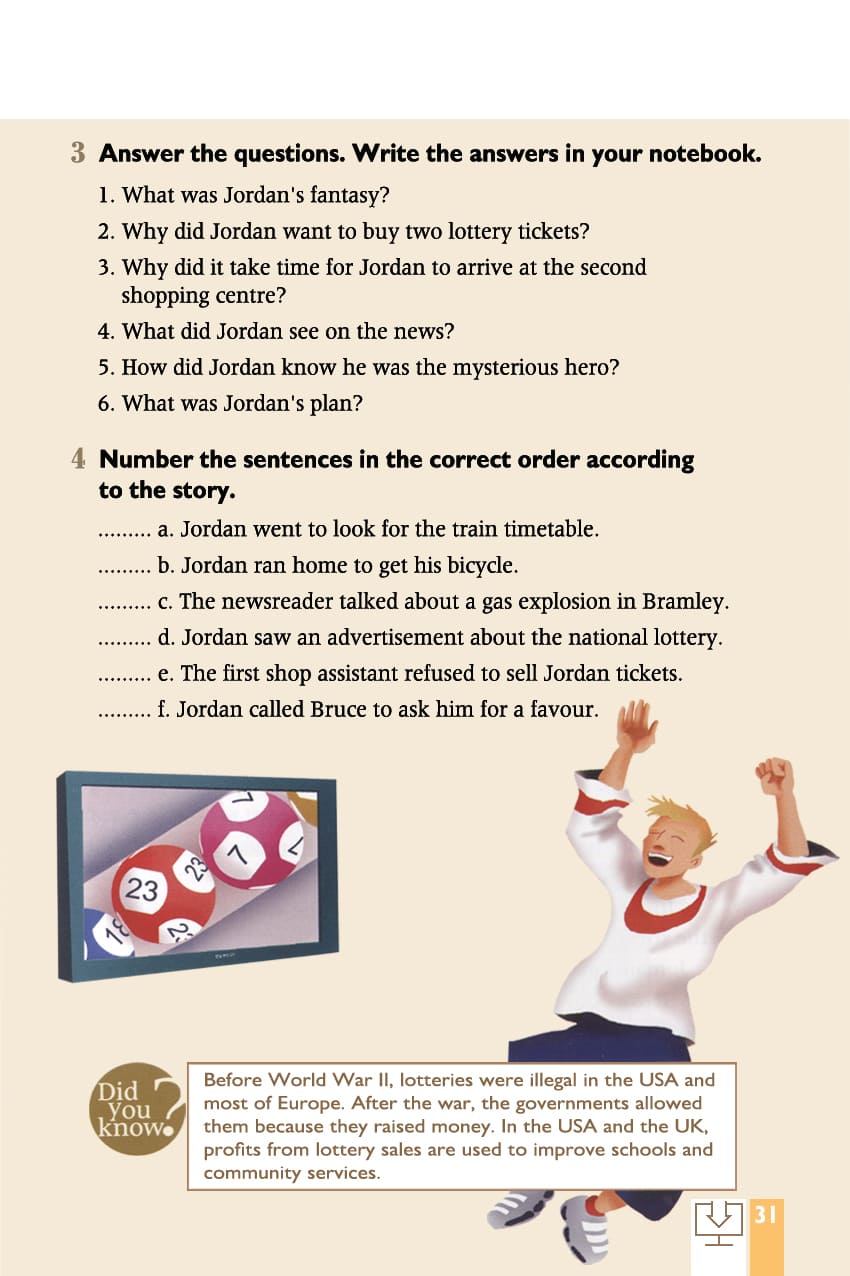 3 Answer the questions. Write the answers in your notebook.
1. What was Jordan's fantasy?
2. Why did Jordan want to buy two lottery tickets?
3. Why did it take time for Jordan to arrive at the second
shopping centre?
4. What did Jordan see on the news?
5. How did Jordan know he was the mysterious hero?
6. What was Jordan's plan?
4 Number the sentences in the correct order according
to the story.
......... a. Jordan went to look for the train timetable.
......... b. Jordan ran home to get his bicycle.
......... c. The newsreader talked about a gas explosion in Bramley.
......... d. Jordan saw an advertisement about the national lottery.
......... e. The first shop assistant refused to sell Jordan tickets.
......... f. Jordan called Bruce to ask him for a favour.
7
7
7
23
23
23
18
Did
you
know?
Before World War II, lotteries were illegal in the USA and
most of Europe. After the war, the governments allowed
them because they raised money. In the USA and the UK,
profits from lottery sales are used to improve schools and
community services.
31